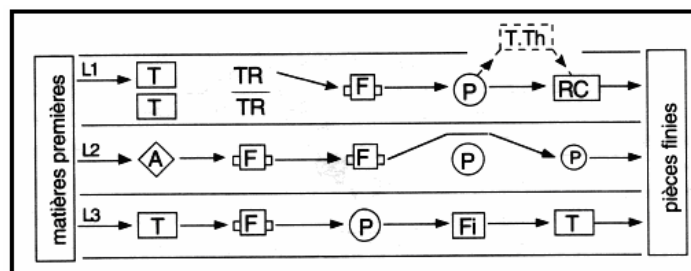 matières premières
T.Th
L1 T TR F P RC
T TR
L2 A F F P P
L3 T F P Fi T
pièces finies